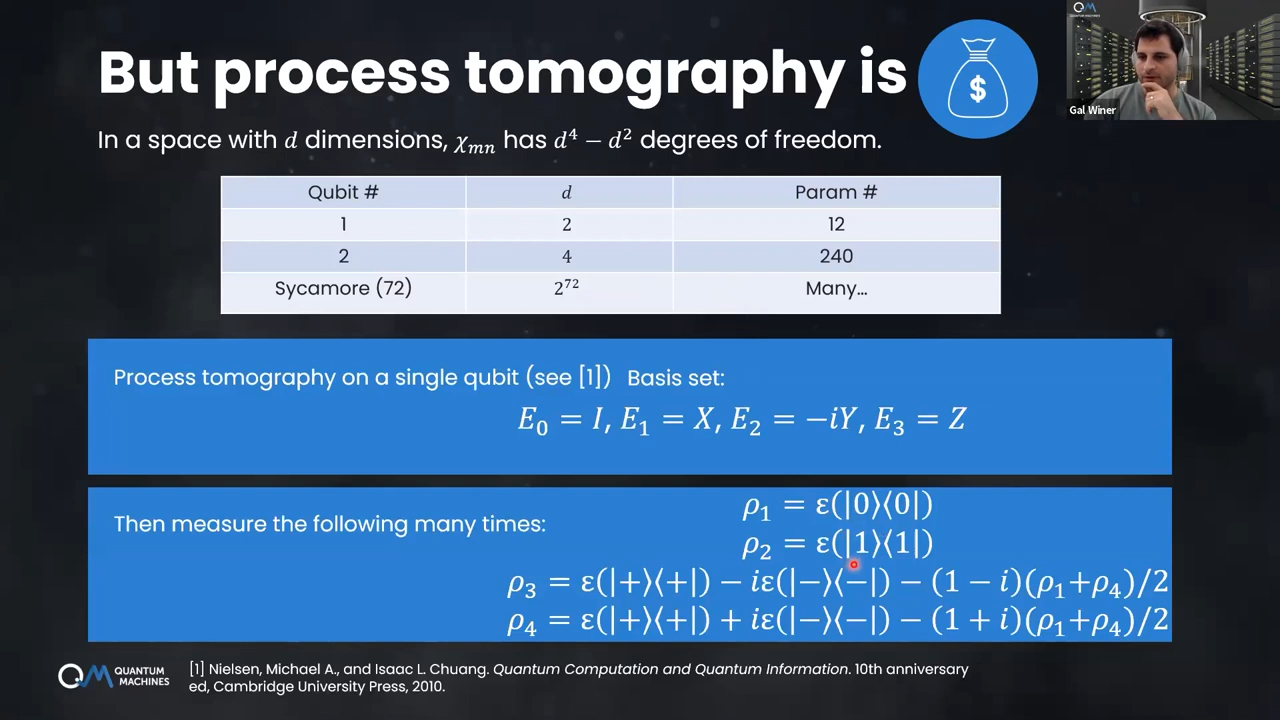 QM
QUANTUM MACHINES
Gal Winer
But process tomography is $
In a space with d dimensions, χₘₙ has d⁴ − d² degrees of freedom.
Qubit # d Param #
1 2 12
2 4 240
Sycamore (72) 2⁷² Many...
Process tomography on a single qubit (see [1]) Basis set:
E₀ = I, E₁ = X, E₂ = −iY, E₃ = Z
Then measure the following many times:
ρ₁ = ε(|0⟩⟨0|)
ρ₂ = ε(|1⟩⟨1|)
ρ₃ = ε(|+⟩⟨+|) − iε(|−⟩⟨−|) − (1 − i)(ρ₁+ρ₄)/2
ρ₄ = ε(|+⟩⟨+|) + iε(|−⟩⟨−|) − (1 + i)(ρ₁+ρ₄)/2
QM QUANTUM
MACHINES
[1] Nielsen, Michael A., and Isaac L. Chuang. Quantum Computation and Quantum Information. 10th anniversary
ed, Cambridge University Press, 2010.